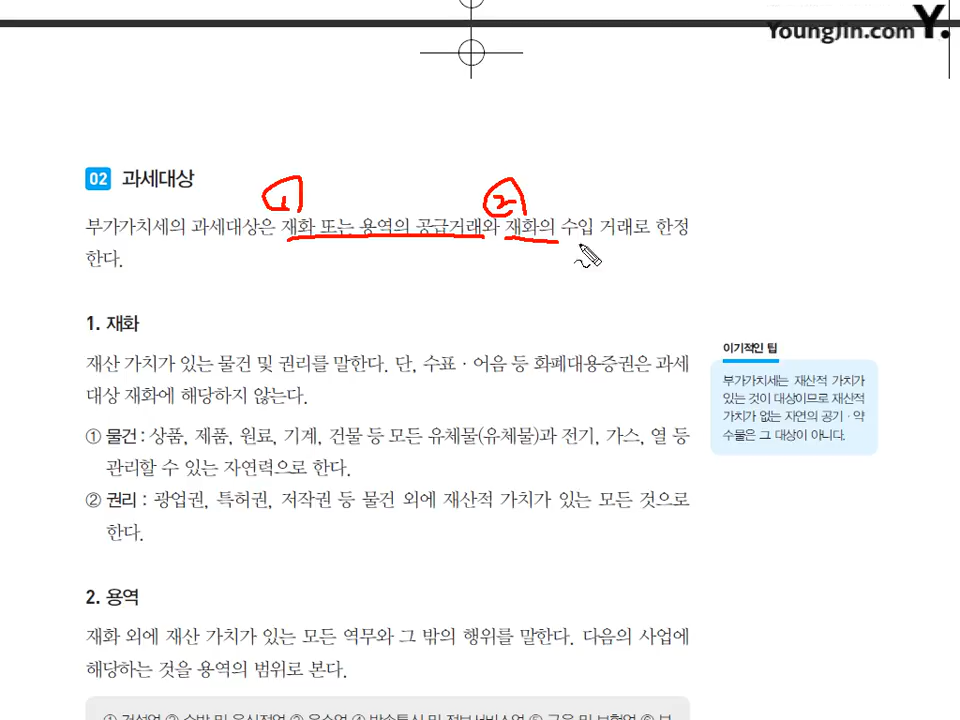 YoungJin.com Y.
02 과세대상
① ②
부가가치세의 과세대상은 재화 또는 용역의 공급거래와 재화의 수입 거래로 한정
한다.
1. 재화
재산 가치가 있는 물건 및 권리를 말한다. 단, 수표 · 어음 등 화폐대용증권은 과세
대상 재화에 해당하지 않는다.
① 물건 : 상품, 제품, 원료, 기계, 건물 등 모든 유체물(유체물)과 전기, 가스, 열 등
관리할 수 있는 자연력으로 한다.
② 권리 : 광업권, 특허권, 저작권 등 물건 외에 재산적 가치가 있는 모든 것으로
한다.
이기적인 팁
부가가치세는 재산적 가치가
있는 것이 대상이므로 재산적
가치가 없는 자연의 공기 · 약
수물은 그 대상이 아니다.
2. 용역
재화 외에 재산 가치가 있는 모든 역무와 그 밖의 행위를 말한다. 다음의 사업에
해당하는 것을 용역의 범위로 본다.